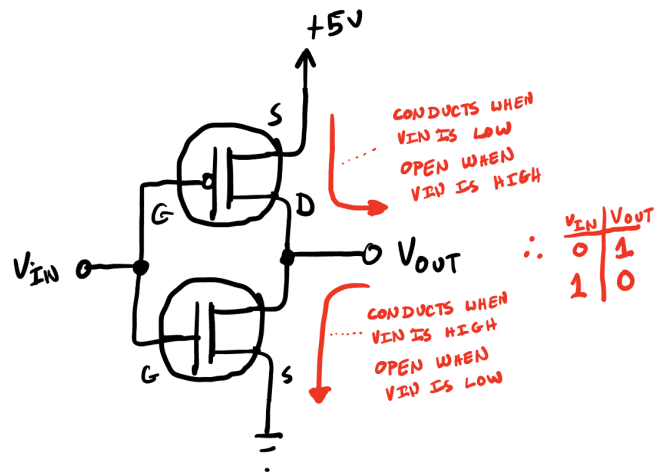 +5V
S
G
D
VIN
VOUT
G
S
CONDUCTS WHEN
VIN IS LOW
OPEN WHEN
VIN IS HIGH
CONDUCTS WHEN
VIN IS HIGH
OPEN WHEN
VIN IS LOW
∴
VIN VOUT
0 1
1 0